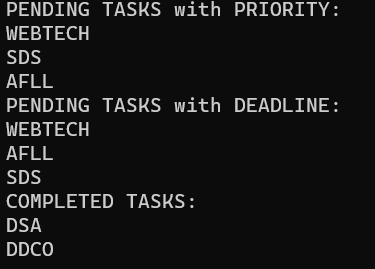 PENDING TASKS with PRIORITY:
WEBTECH
SDS
AFLL
PENDING TASKS with DEADLINE:
WEBTECH
AFLL
SDS
COMPLETED TASKS:
DSA
DDCO